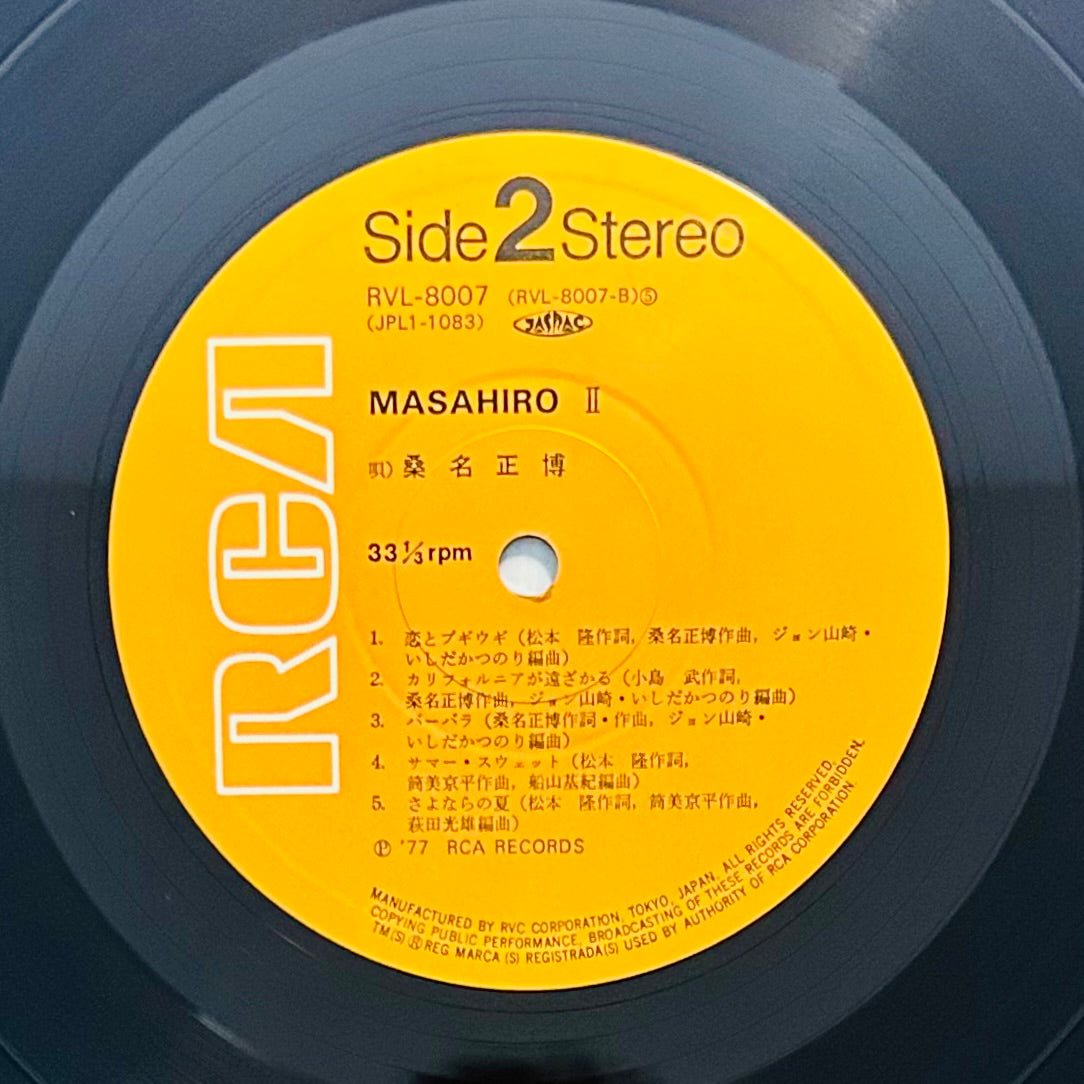 Side 2 Stereo
RVL-8007 (RVL-8007-B)⑤
(JPL1-1083) JASRAC
RCA
MASAHIRO Ⅱ
唄) 桑名正博
33⅓rpm
1. 恋とブギウギ (松本 隆作詞, 桑名正博作曲, ジョン山崎・
いしだかつのり編曲)
2. カリフォルニアが遠ざかる (小島 武作詞,
桑名正博作曲, ジョン山崎・いしだかつのり編曲)
3. バーバラ (桑名正博作詞・作曲, ジョン山崎・
いしだかつのり編曲)
4. サマー・スウェット (松本 隆作詞,
筒美京平作曲, 船山基紀編曲)
5. さよならの夏 (松本 隆作詞, 筒美京平作曲,
萩田光雄編曲)
Ⓟ '77 RCA RECORDS
MANUFACTURED BY RVC CORPORATION, TOKYO, JAPAN. ALL RIGHTS RESERVED.
COPYING PUBLIC PERFORMANCE, BROADCASTING OF THESE RECORDS ARE FORBIDDEN.
TM(S) ® REG MARCA (S) REGISTRADA(S) USED BY AUTHORITY OF RCA CORPORATION.